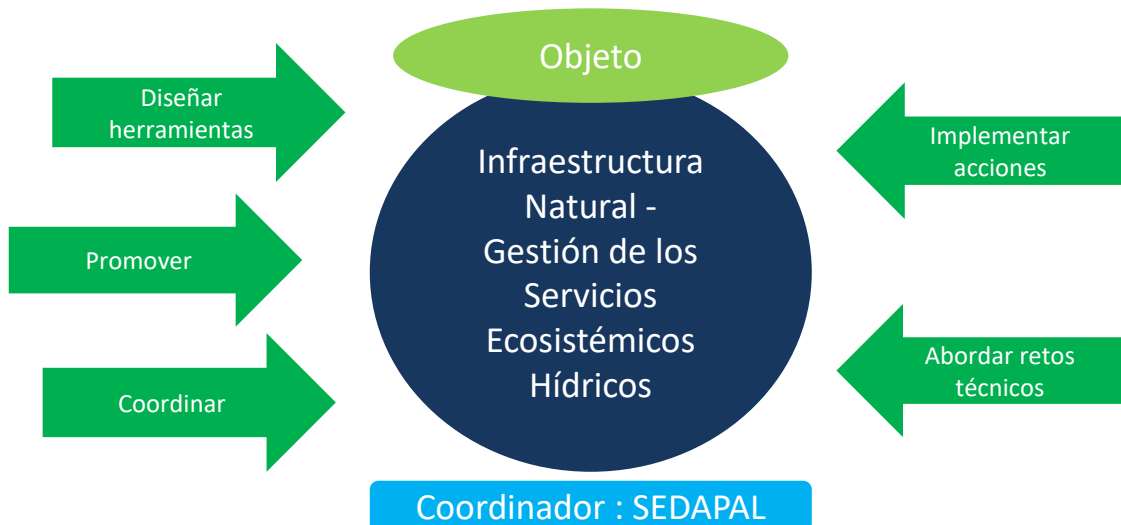 Objeto
Diseñar
herramientas
Promover
Coordinar
Infraestructura
Natural -
Gestión de los
Servicios
Ecosistémicos
Hídricos
Implementar
acciones
Abordar retos
técnicos
Coordinador : SEDAPAL